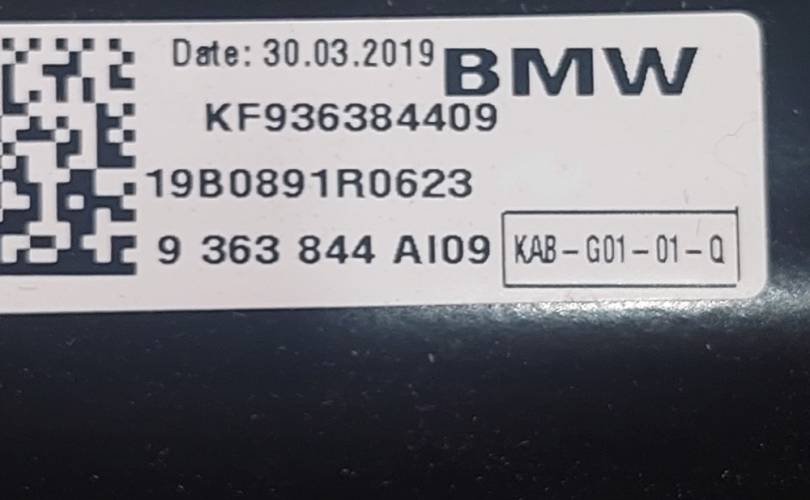 Date: 30.03.2019 BMW
KF936384409
19B0891R0623
9 363 844 AI09 KAB-G01-01-Q